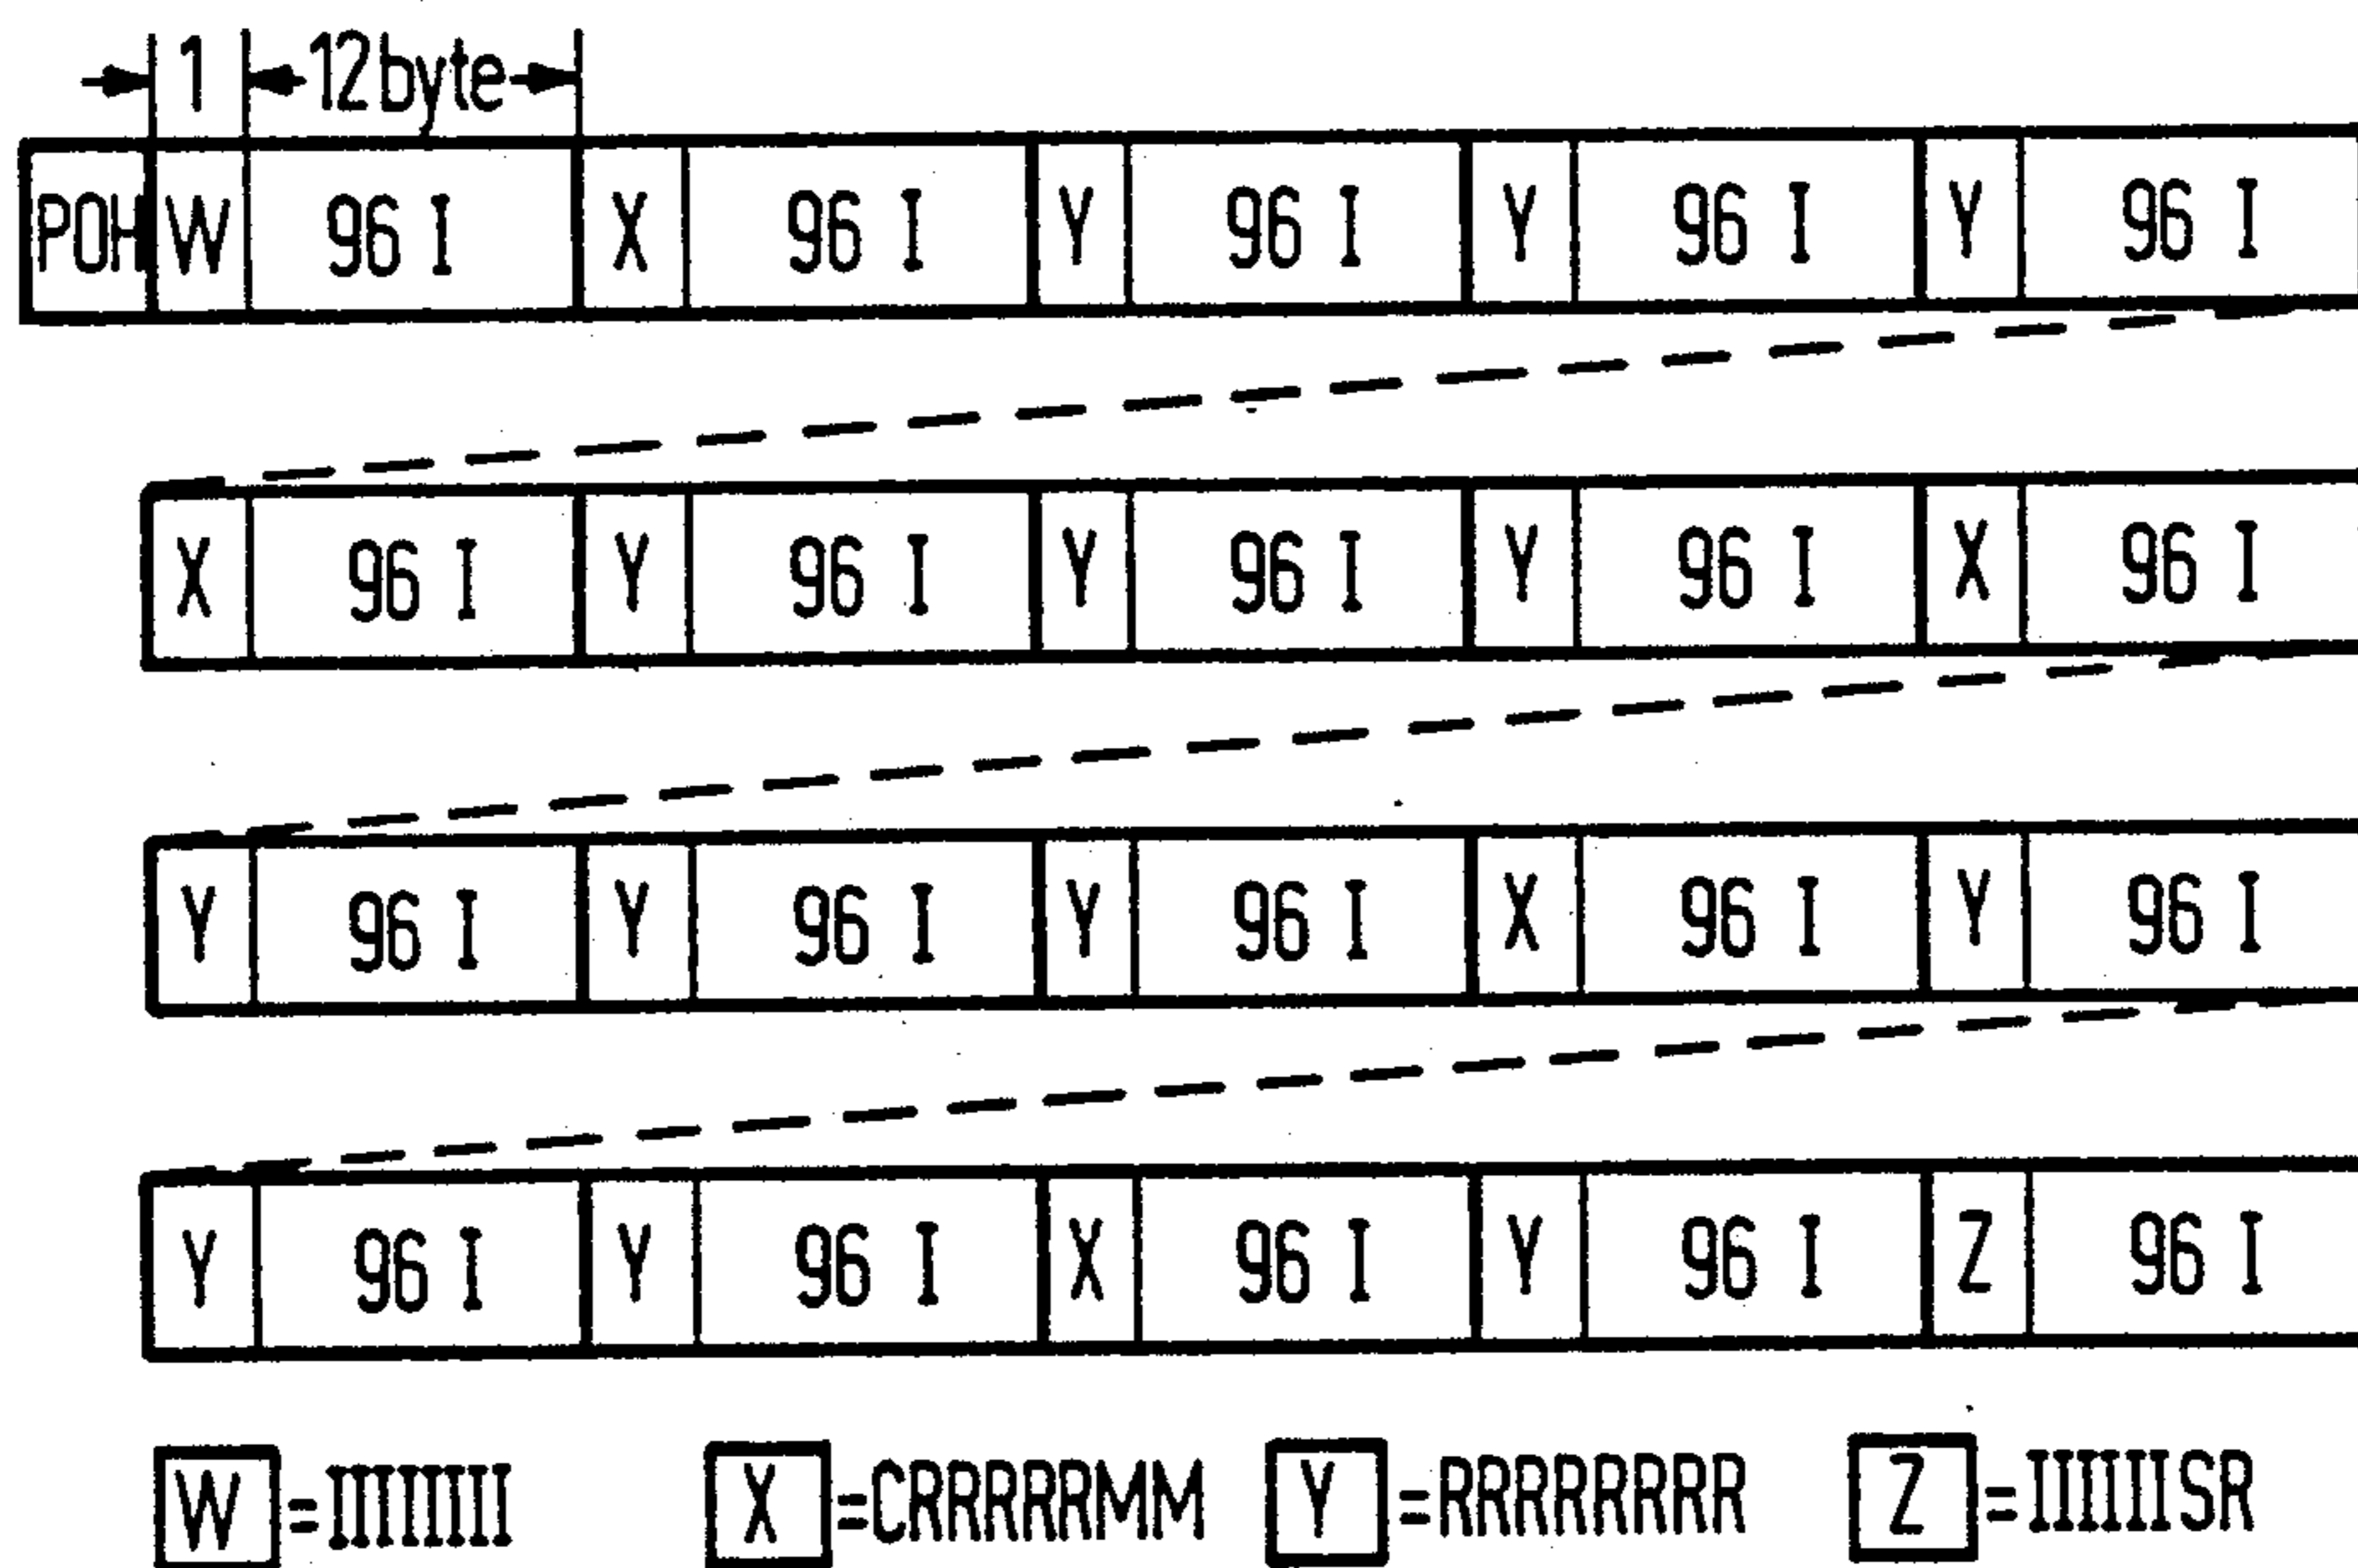 1 12byte
POH W 96 I X 96 I Y 96 I Y 96 I Y 96 I
X 96 I Y 96 I Y 96 I Y 96 I X 96 I
Y 96 I Y 96 I Y 96 I X 96 I Y 96 I
Y 96 I Y 96 I X 96 I Y 96 I Z 96 I
W =IIIIIIII X =CRRRRRMM Y =RRRRRRRR Z =IIIIIISR